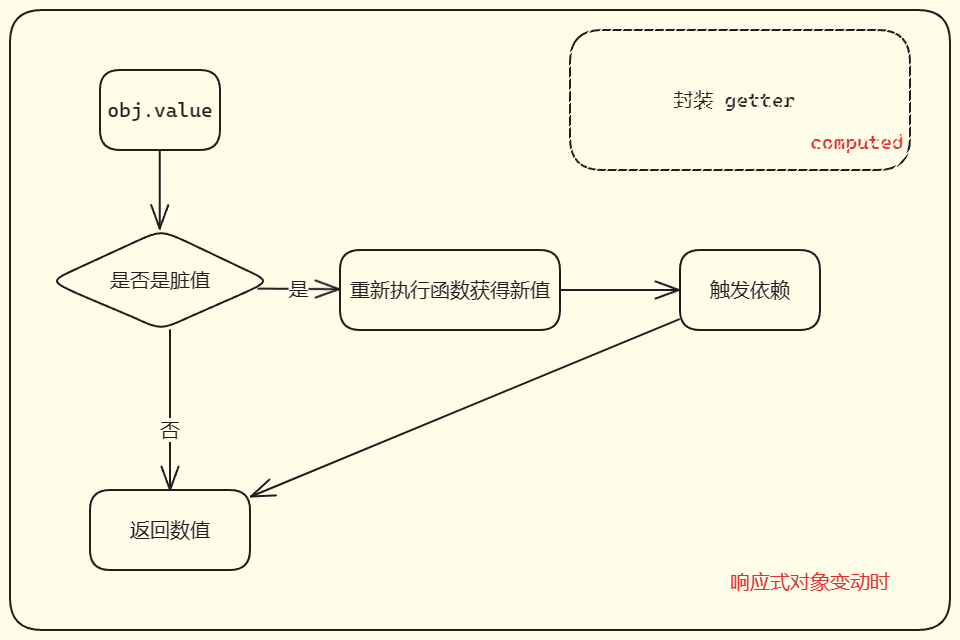 obj.value
封装 getter
computed
是否是脏值
是
重新执行函数获得新值
触发依赖
否
返回数值
响应式对象变动时